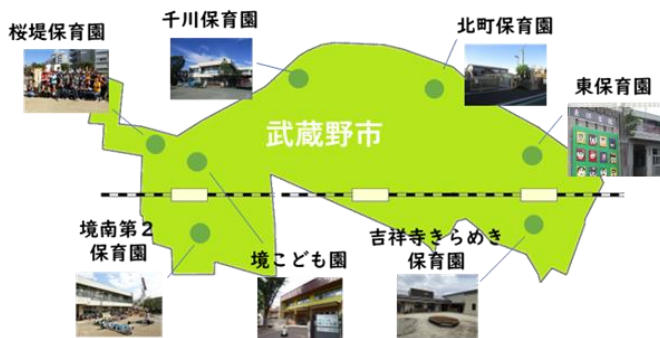 桜堤保育園
千川保育園
北町保育園
東保育園
武蔵野市
境南第２
保育園
境こども園
吉祥寺きらめき
保育園